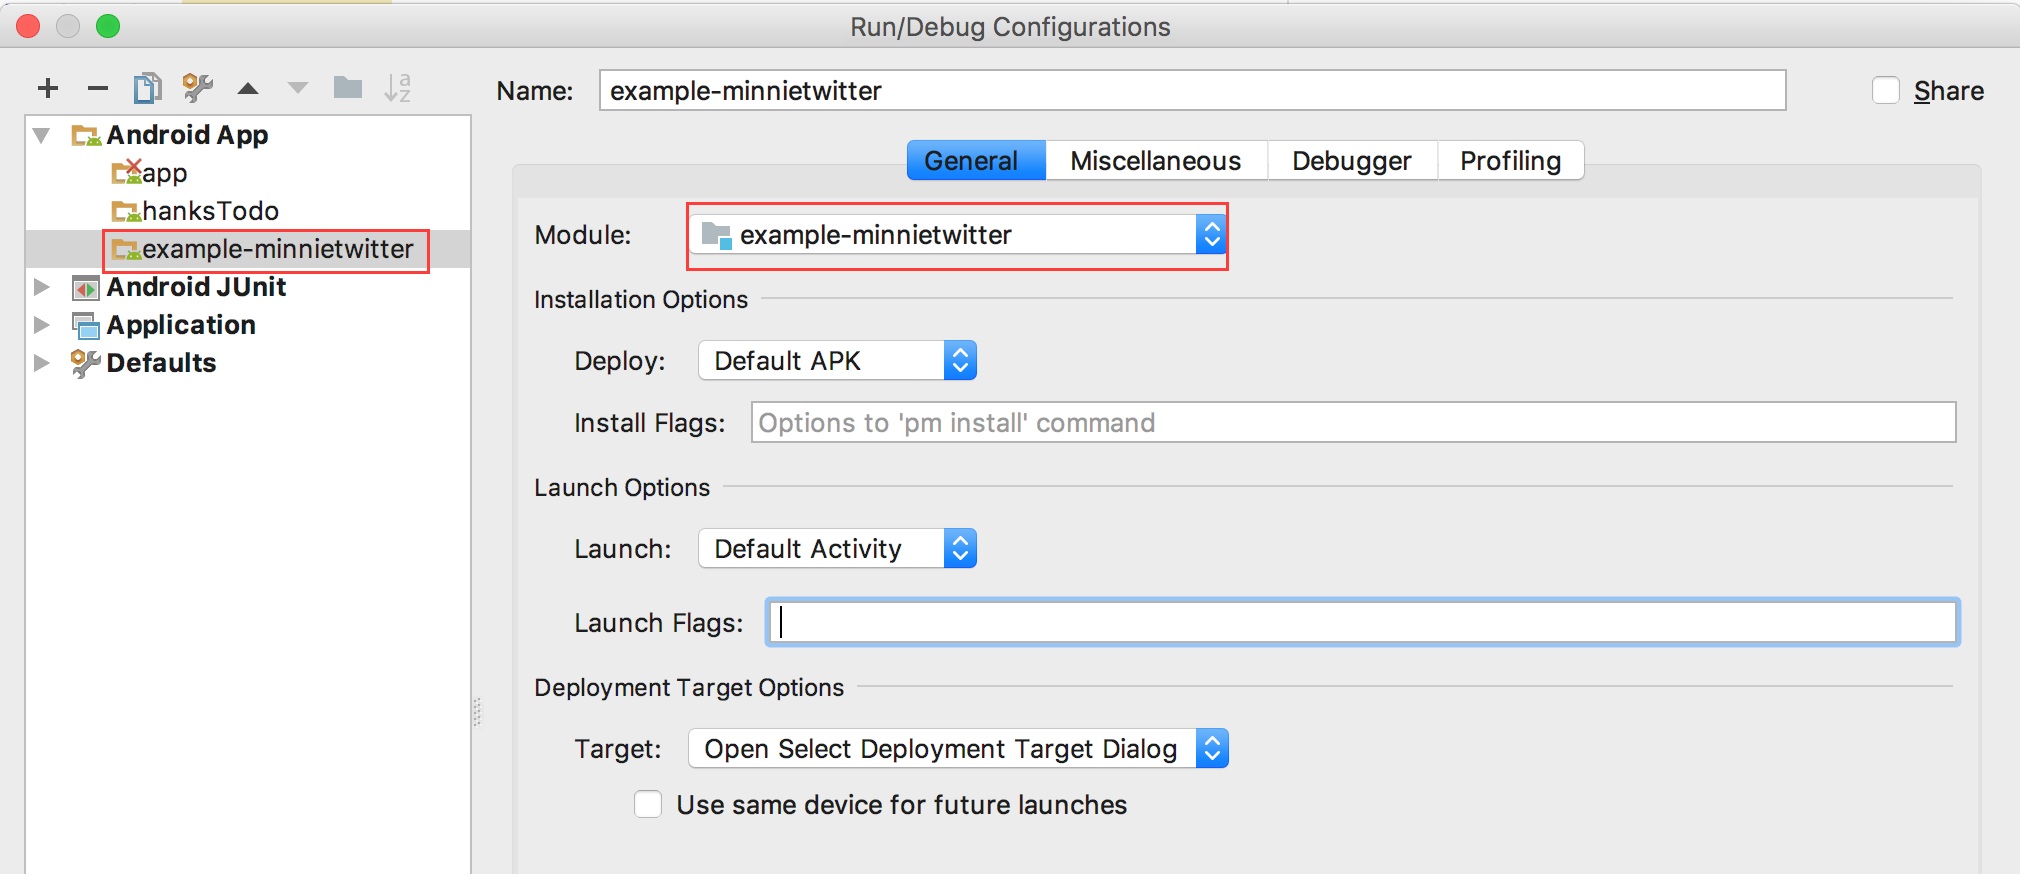 Run/Debug Configurations
Name: example-minnietwitter Share
Android App
app
hanksTodo
example-minnietwitter
Android JUnit
Application
Defaults
General Miscellaneous Debugger Profiling
Module: example-minnietwitter
Installation Options
Deploy: Default APK
Install Flags: Options to 'pm install' command
Launch Options
Launch: Default Activity
Launch Flags:
Deployment Target Options
Target: Open Select Deployment Target Dialog
Use same device for future launches